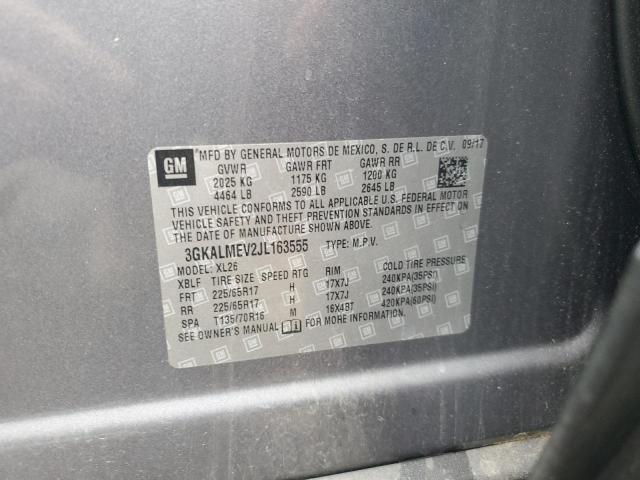 GM
MFD BY GENERAL MOTORS DE MEXICO, S. DE R.L. DE C.V. 09/17
GVWR GAWR FRT GAWR RR
2025 KG 1175 KG 1200 KG
4464 LB 2590 LB 2645 LB
THIS VEHICLE CONFORMS TO ALL APPLICABLE U.S. FEDERAL MOTOR
VEHICLE SAFETY AND THEFT PREVENTION STANDARDS IN EFFECT ON
THE DATE OF MANUFACTURE SHOWN ABOVE.
3GKALMEV2JL163555 TYPE: M.P.V.
MODEL: XL26
XBLF TIRE SIZE SPEED RTG RIM COLD TIRE PRESSURE
FRT 225/65R17 H 17X7J 240KPA(35PSI)
RR 225/65R17 H 17X7J 240KPA(35PSI)
SPA T135/70R16 M 16X4BT 420KPA(60PSI)
SEE OWNER'S MANUAL FOR MORE INFORMATION.